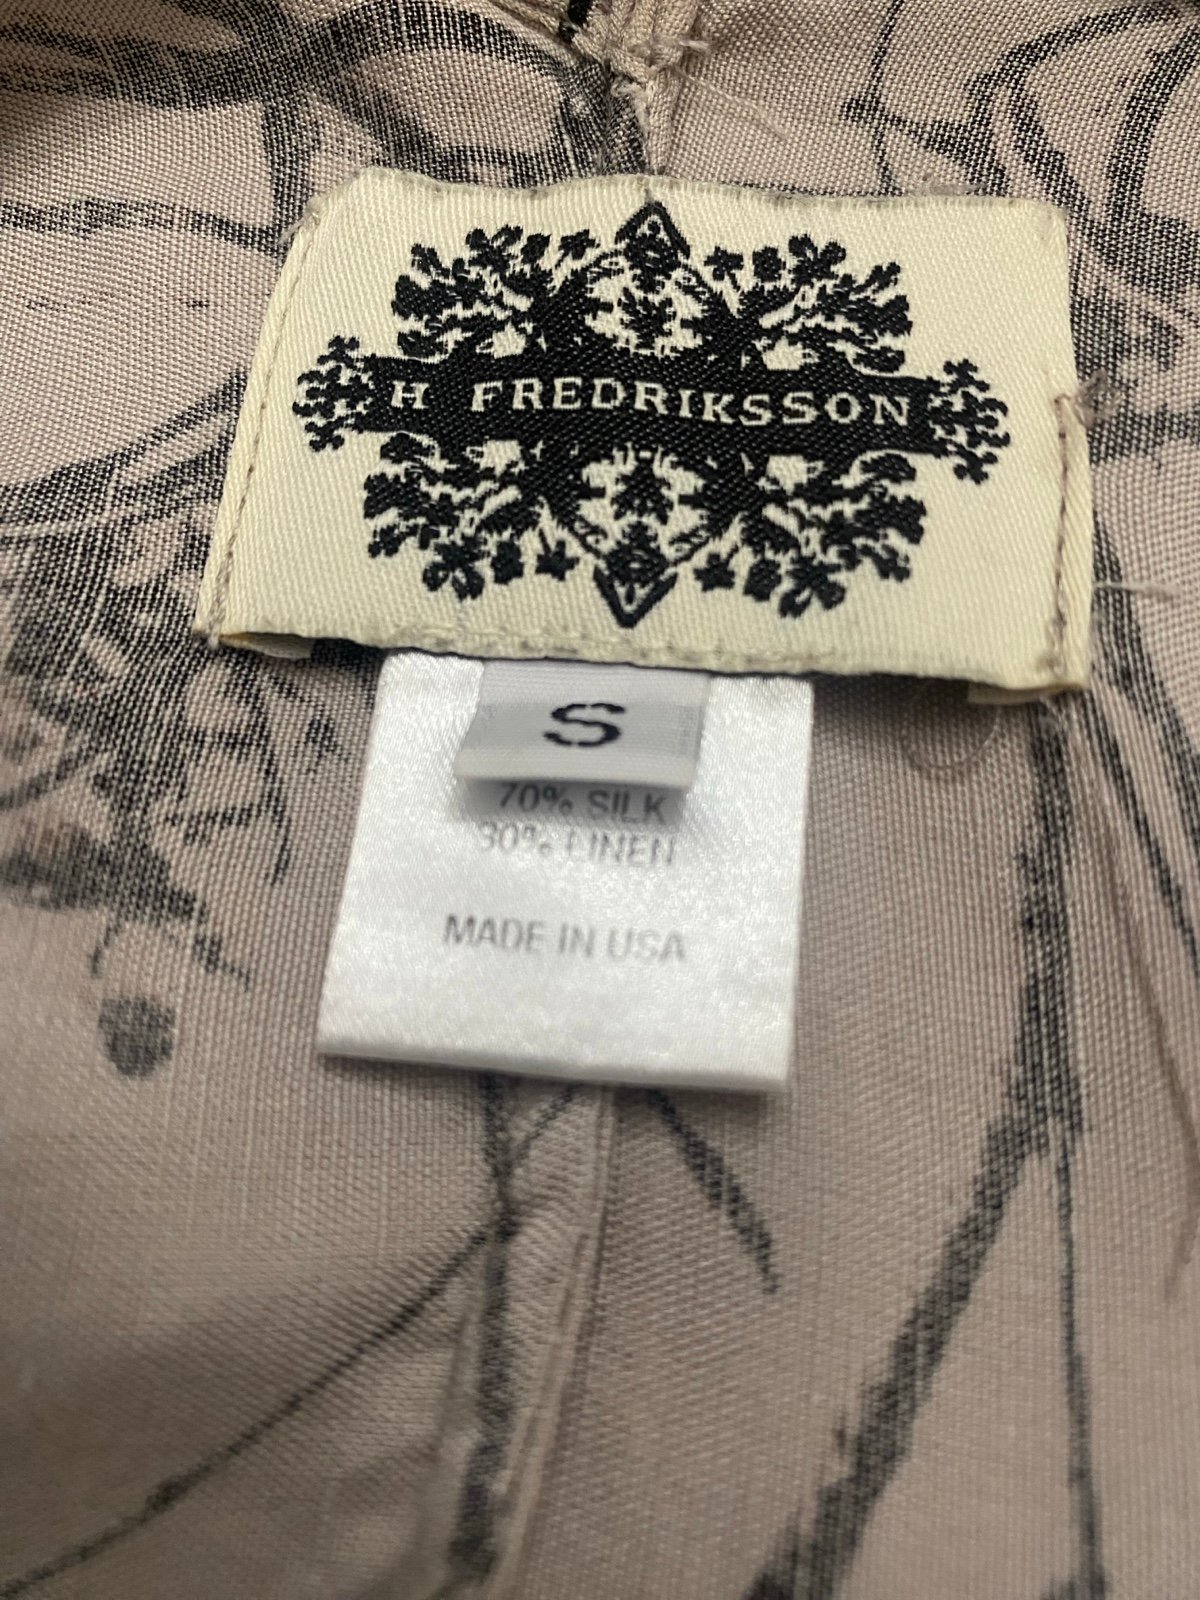 H FREDRIKSSON
S
70% SILK
30% LINEN
MADE IN USA